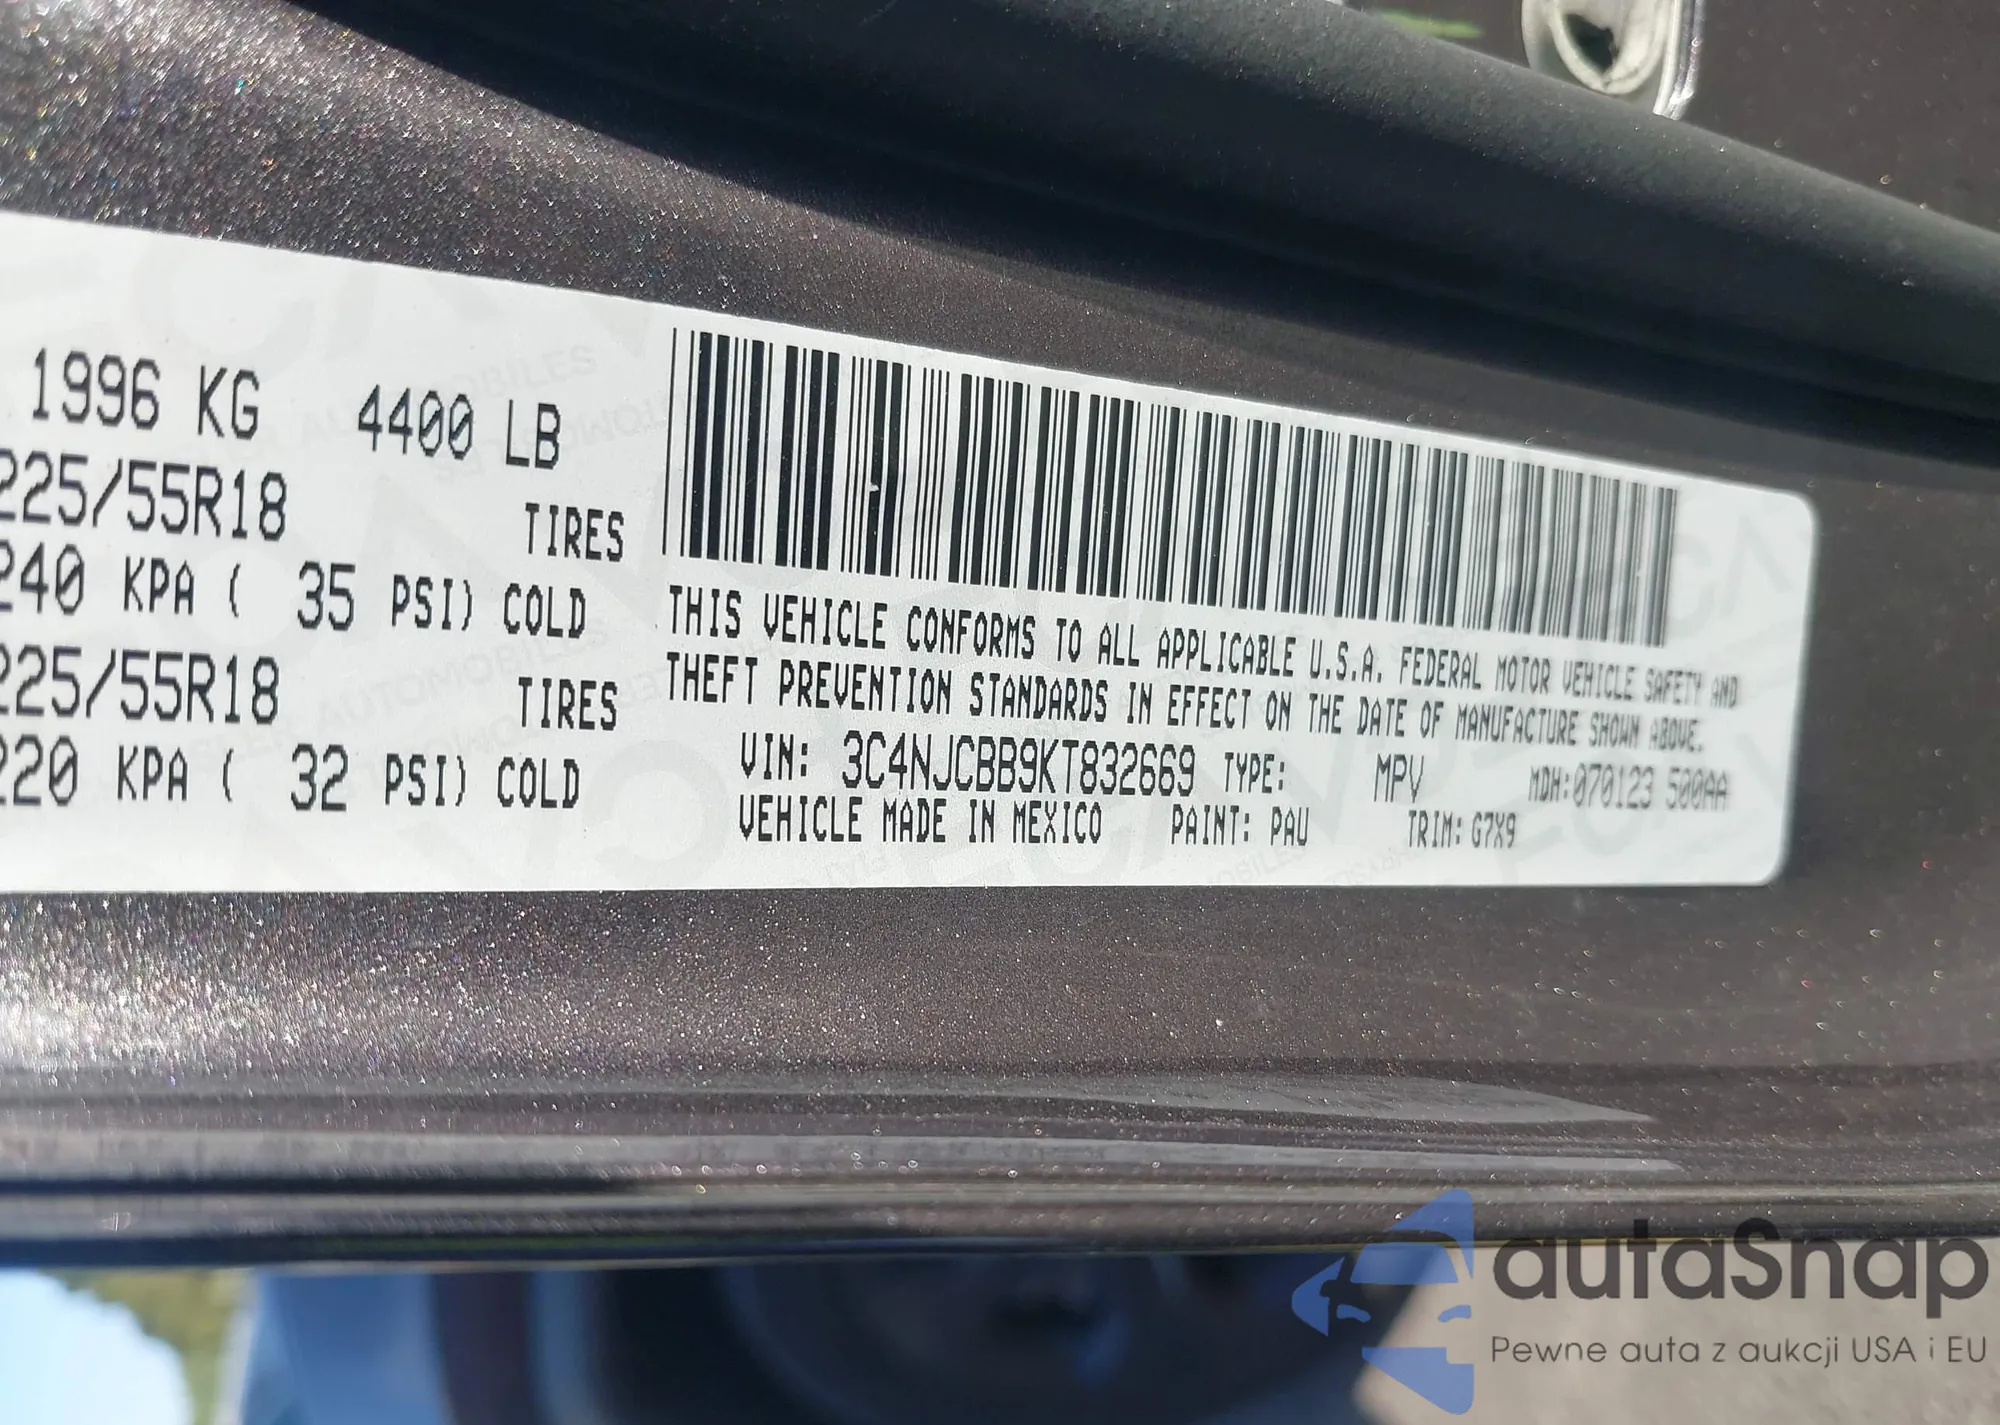 1996 KG 4400 LB
225/55R18 TIRES
240 KPA ( 35 PSI) COLD
225/55R18 TIRES
220 KPA ( 32 PSI) COLD
THIS VEHICLE CONFORMS TO ALL APPLICABLE U.S.A. FEDERAL MOTOR VEHICLE SAFETY AND
THEFT PREVENTION STANDARDS IN EFFECT ON THE DATE OF MANUFACTURE SHOWN ABOVE.
VIN: 3C4NJCBB9KT832669 TYPE: MPV MDH:070123 500AA
VEHICLE MADE IN MEXICO PAINT: PAU TRIM: G7X9
autaSnap
Pewne auta z aukcji USA i EU